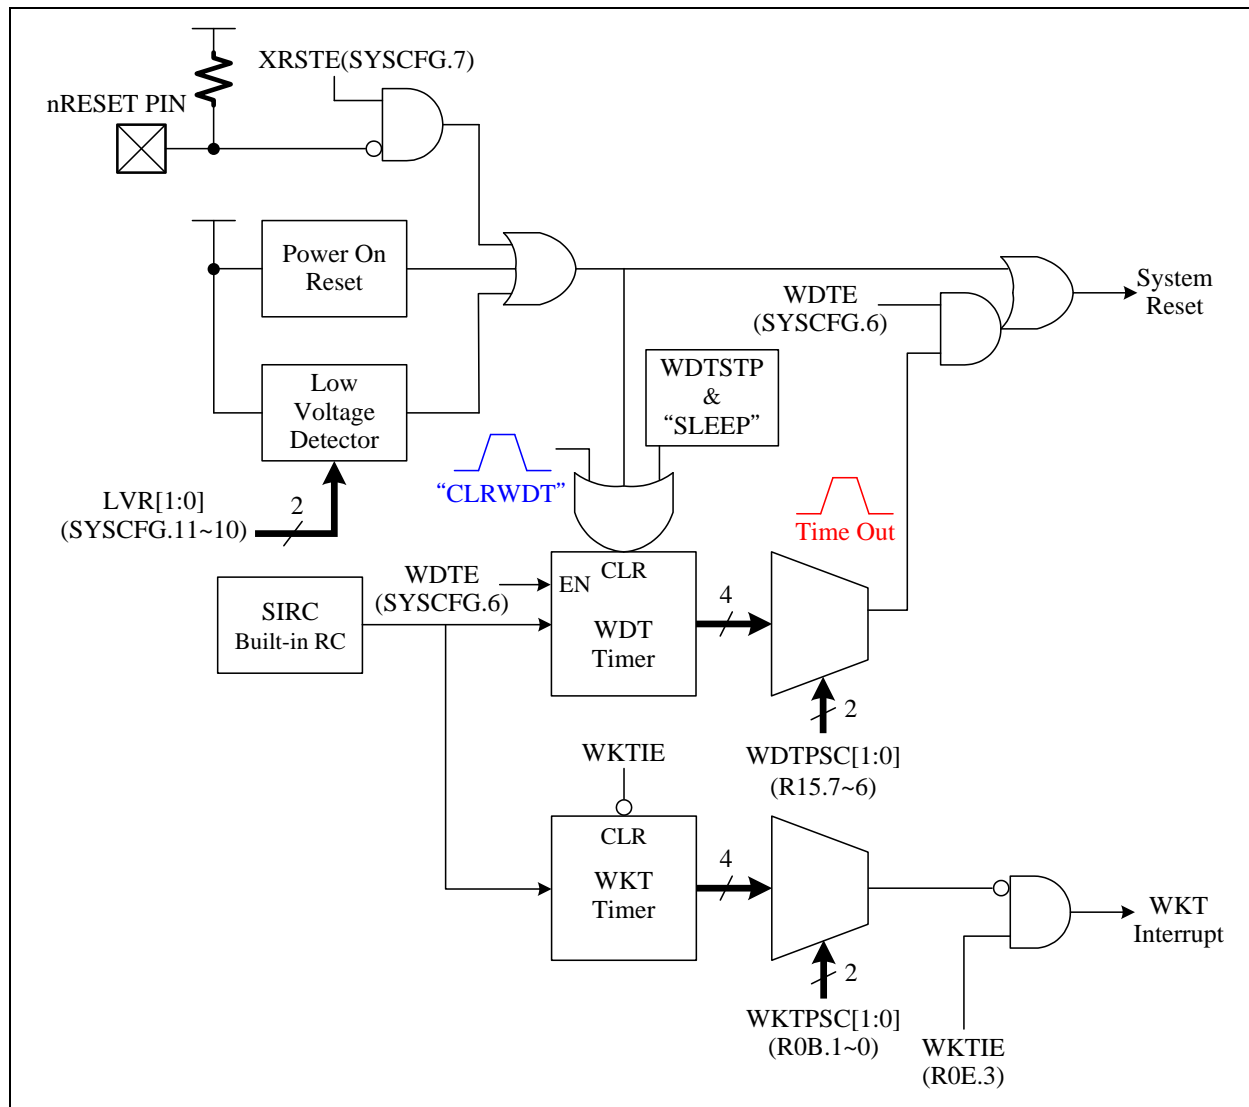 XRSTE(SYSCFG.7)
nRESET PIN
Power On
Reset
WDTE
(SYSCFG.6)
System
Reset
Low
Voltage
Detector
WDTSTP
&
“SLEEP”
“CLRWDT”
LVR[1:0]
(SYSCFG.11~10)
2
Time Out
SIRC
Built-in RC
WDTE
(SYSCFG.6)
CLR
EN
WDT
Timer
4
2
WDTPSC[1:0]
(R15.7~6)
WKTIE
CLR
WKT
Timer
4
2
WKTPSC[1:0]
(R0B.1~0)
WKT
Interrupt
WKTIE
(R0E.3)